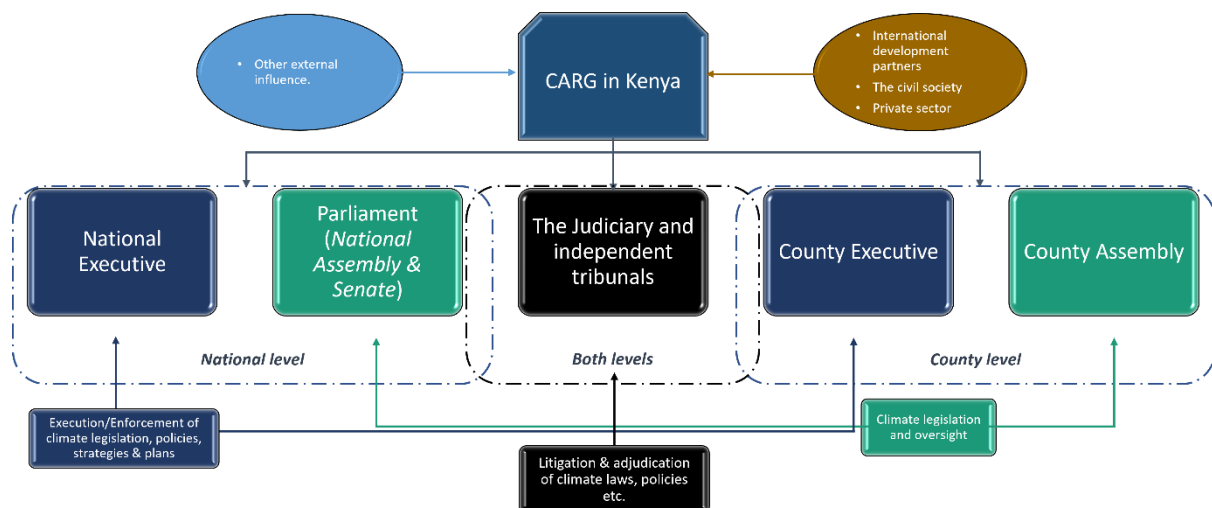 • Other external
influence.
CARG in Kenya
• International
development
partners
• The civil society
• Private sector
National
Executive
Parliament
(National
Assembly &
Senate)
The Judiciary and
independent
tribunals
County Executive
County Assembly
National level
Both levels
County level
Execution/Enforcement of
climate legislation, policies,
strategies & plans
Climate legislation
and oversight
Litigation & adjudication
of climate laws, policies
etc.